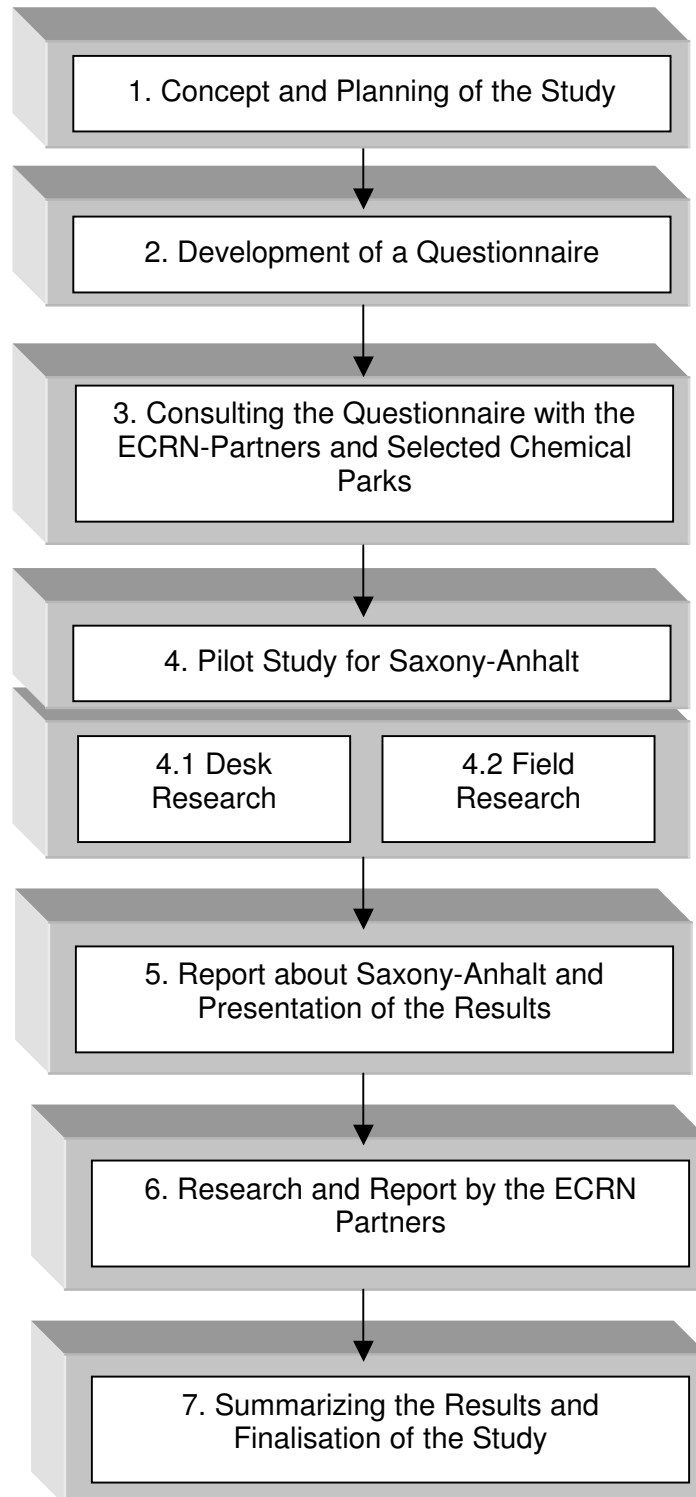 1. Concept and Planning of the Study
2. Development of a Questionnaire
3. Consulting the Questionnaire with the
ECRN-Partners and Selected Chemical
Parks
4. Pilot Study for Saxony-Anhalt
4.1 Desk
Research
4.2 Field
Research
5. Report about Saxony-Anhalt and
Presentation of the Results
6. Research and Report by the ECRN
Partners
7. Summarizing the Results and
Finalisation of the Study